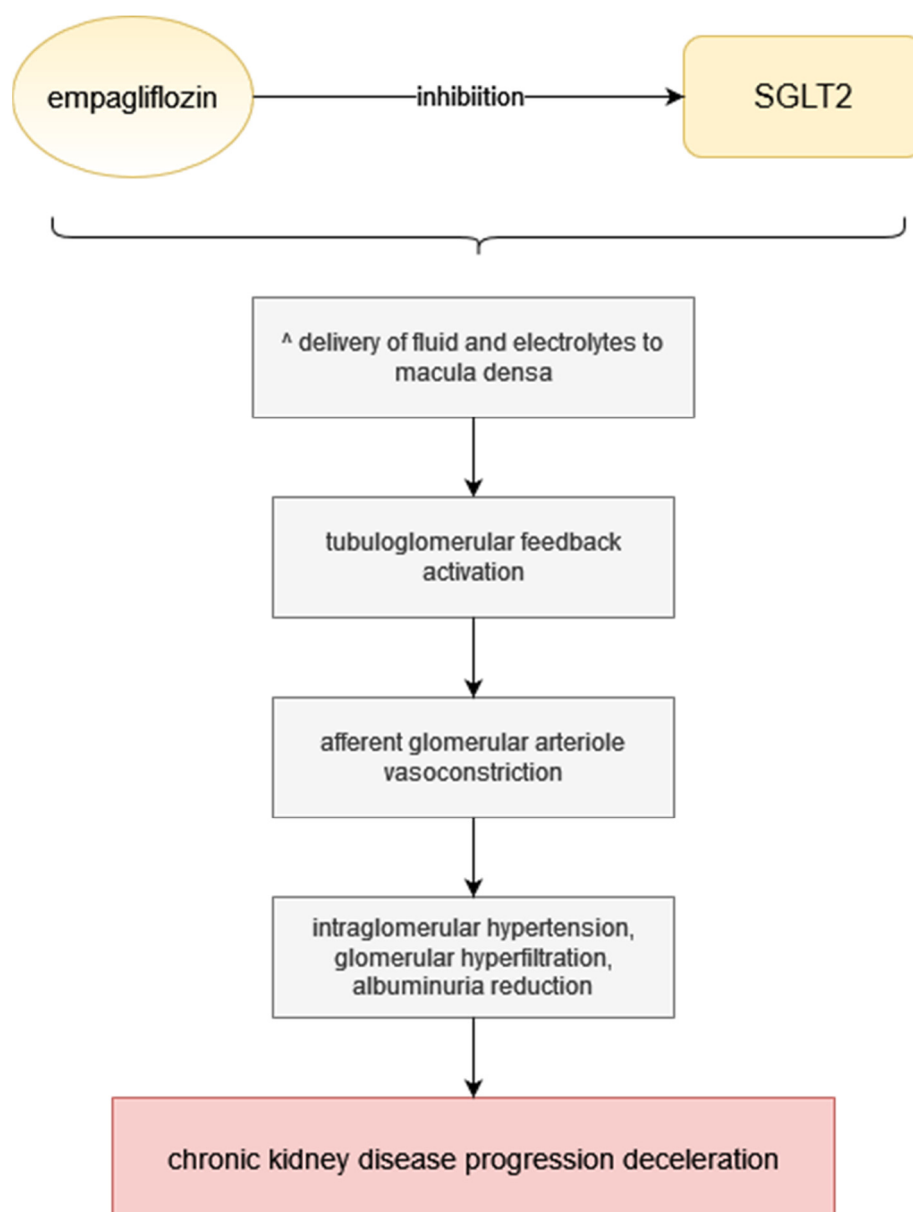 empagliflozin
inhibiition
SGLT2
^ delivery of fluid and electrolytes to
macula densa
tubuloglomerular feedback
activation
afferent glomerular arteriole
vasoconstriction
intraglomerular hypertension,
glomerular hyperfiltration,
albuminuria reduction
chronic kidney disease progression deceleration